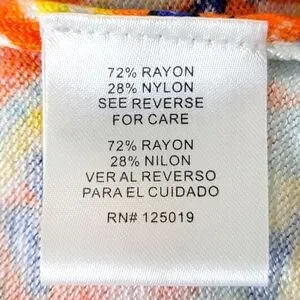 72% RAYON
28% NYLON
SEE REVERSE
FOR CARE
72% RAYON
28% NILON
VER AL REVERSO
PARA EL CUIDADO
RN# 125019